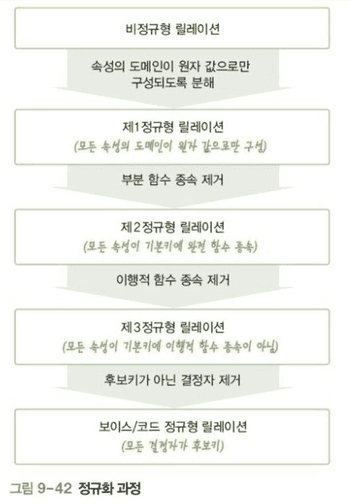 비정규형 릴레이션
속성의 도메인이 원자 값으로만
구성되도록 분해
제1정규형 릴레이션
(모든 속성의 도메인이 원자 값으로만 구성)
부분 함수 종속 제거
제2정규형 릴레이션
(모든 속성이 기본키에 완전 함수 종속)
이행적 함수 종속 제거
제3정규형 릴레이션
(모든 속성이 기본키에 이행적 함수 종속이 아님)
후보키가 아닌 결정자 제거
보이스/코드 정규형 릴레이션
(모든 결정자가 후보키)
그림 9-42 정규화 과정